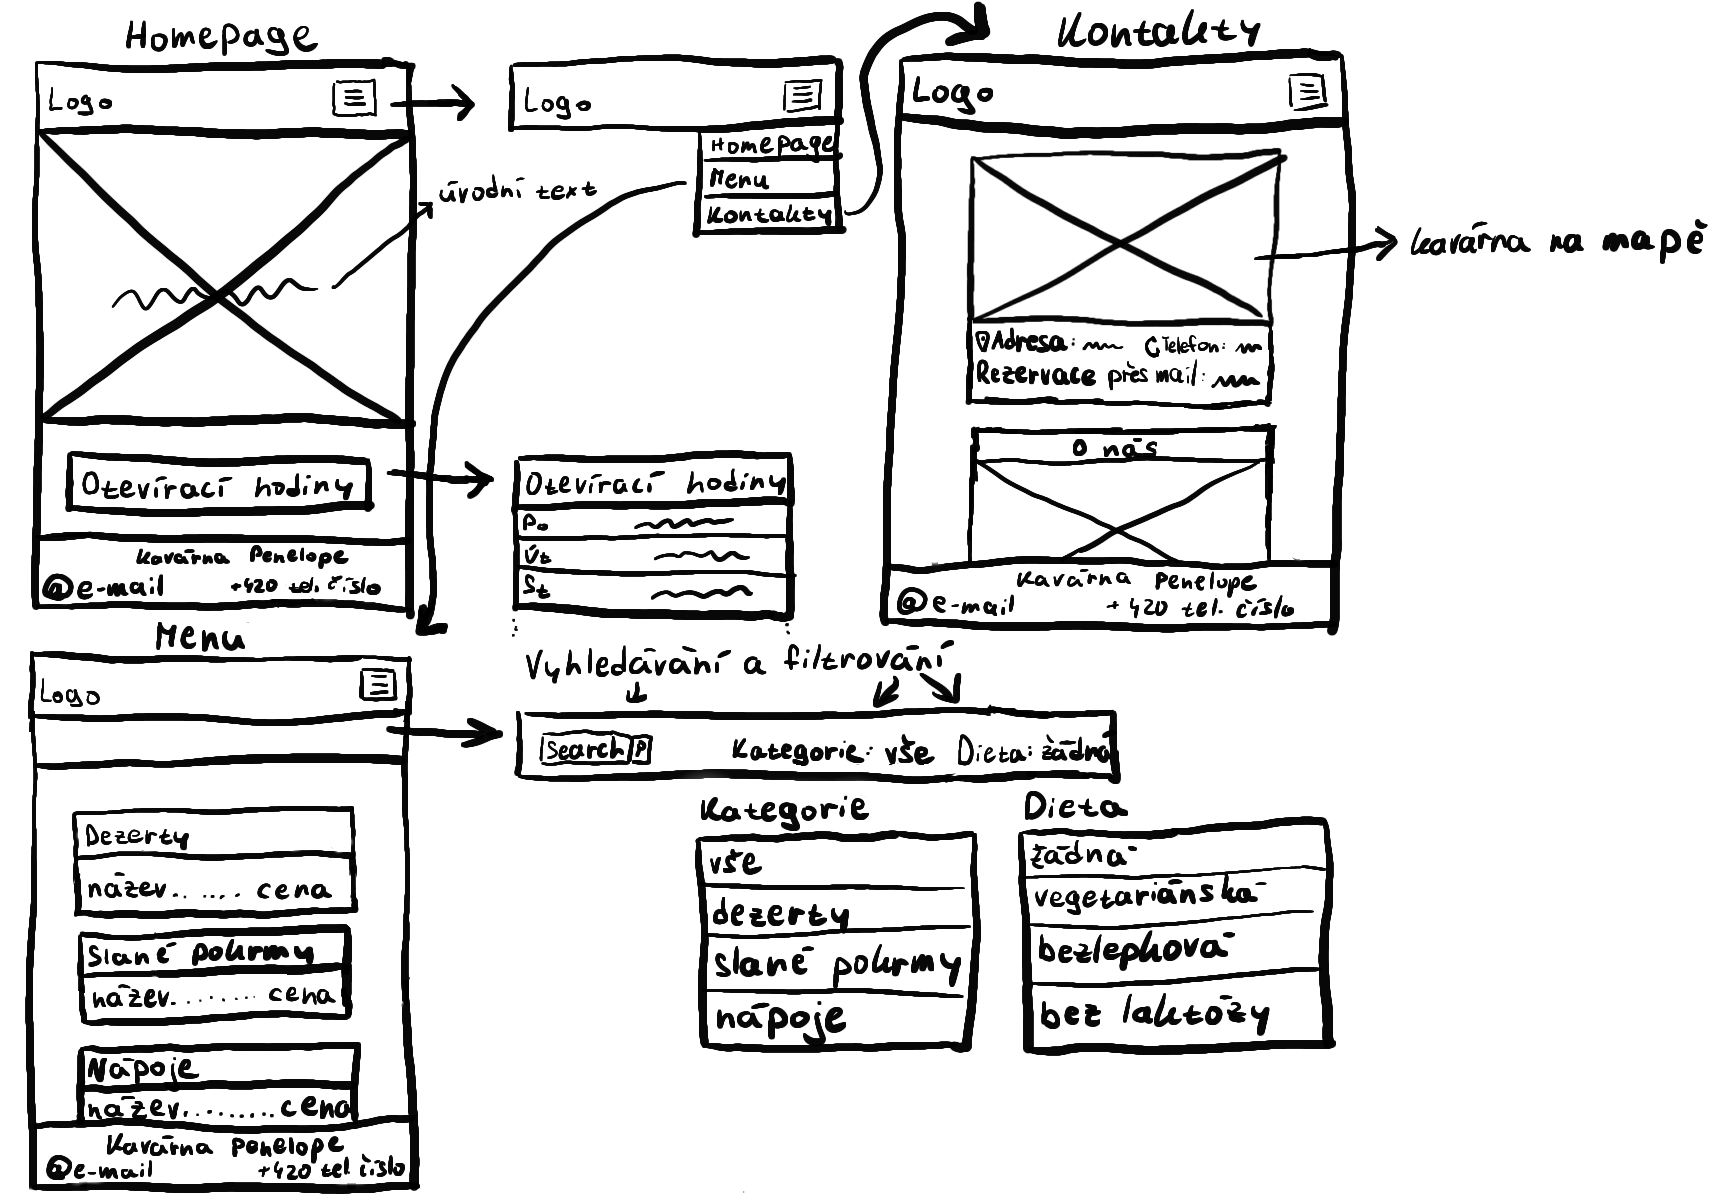 Homepage
Logo
úvodní text
Otevírací hodiny
Kavárna Penelope
@e-mail +420 tel. číslo
Logo
Homepage
Menu
Kontakty
Kontakty
Logo
kavárna na mapě
Adresa: Telefon:
Rezervace přes mail:
O nás
Kavárna Penelope
@e-mail +420 tel. číslo
Otevírací hodiny
Po
Út
St
Menu
Logo
Dezerty
název....... cena
Slané pokrmy
název......... cena
Nápoje
název......... cena
Kavárna Penelope
@e-mail +420 tel číslo
Vyhledávání a filtrování
Search Kategorie: vše Dieta: žádná
Kategorie
vše
dezerty
slané pokrmy
nápoje
Dieta
žádná
vegetariánská
bezlepková
bez laktózy